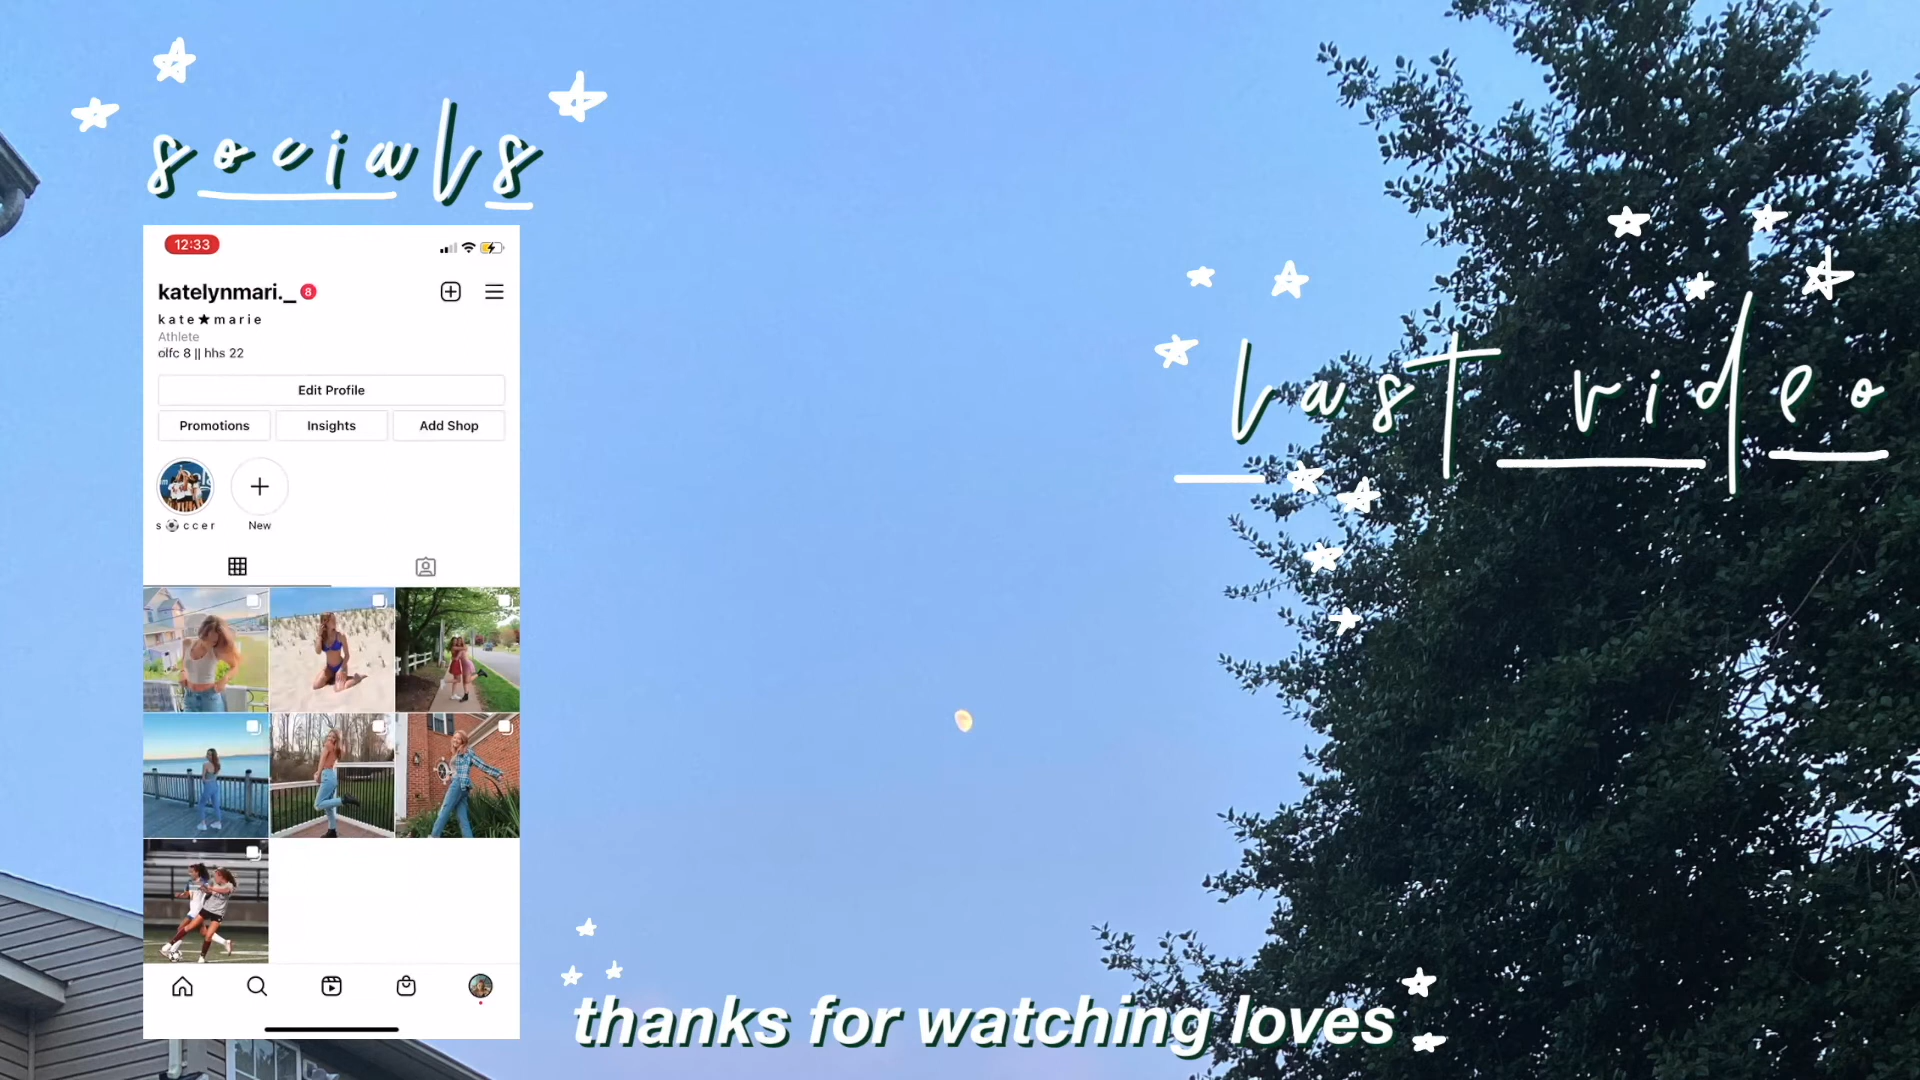 socials
12:33
katelynmari._ 8
kate★marie
Athlete
olfc 8 || hhs 22
Edit Profile
Promotions Insights Add Shop
s⚽ccer New
last video
thanks for watching loves